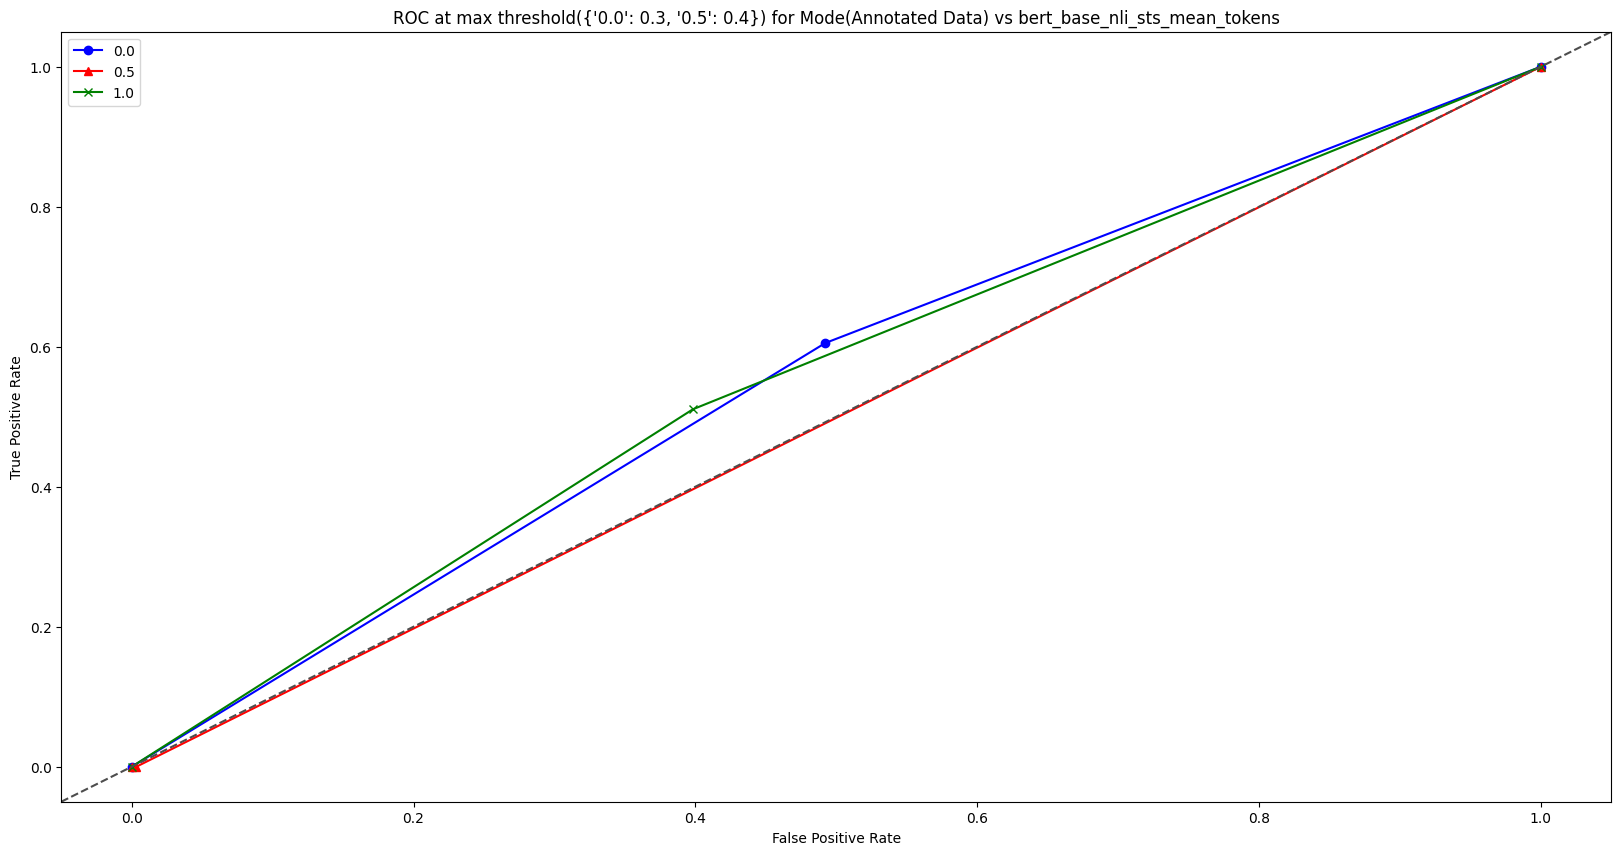 ROC at max threshold({'0.0': 0.3, '0.5': 0.4}) for Mode(Annotated Data) vs bert_base_nli_sts_mean_tokens
0.0
0.5
1.0
1.0
0.8
0.6
0.4
0.2
0.0
True Positive Rate
0.0 0.2 0.4 0.6 0.8 1.0
False Positive Rate